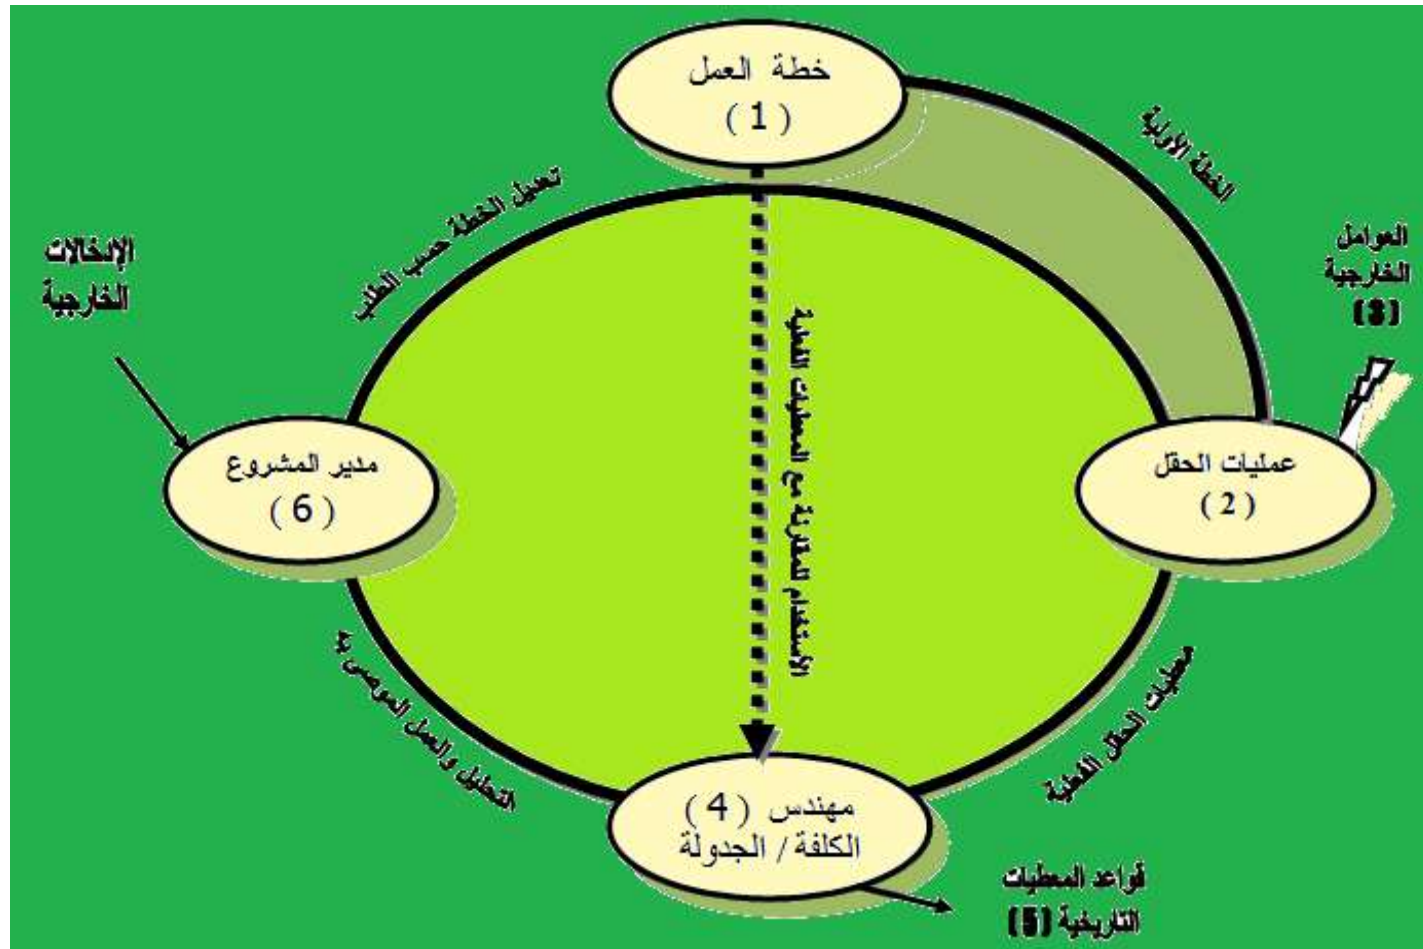 خطة العمل
( 1 )
الخطة الأولية
تعديل الخطة حسب الطلب
العوامل
الخارجية
(3)
الإدخالات
الخارجية
الأستخدام للمقارنة مع المعطيات الفعلية
عمليات الحقل
( 2 )
مدير المشروع
( 6 )
معطيات الحقل الفعلية
التحليل والعمل الموصى به
مهندس ( 4 )
الكلفة / الجدولة
قواعد المعطيات
التاريخية (5)